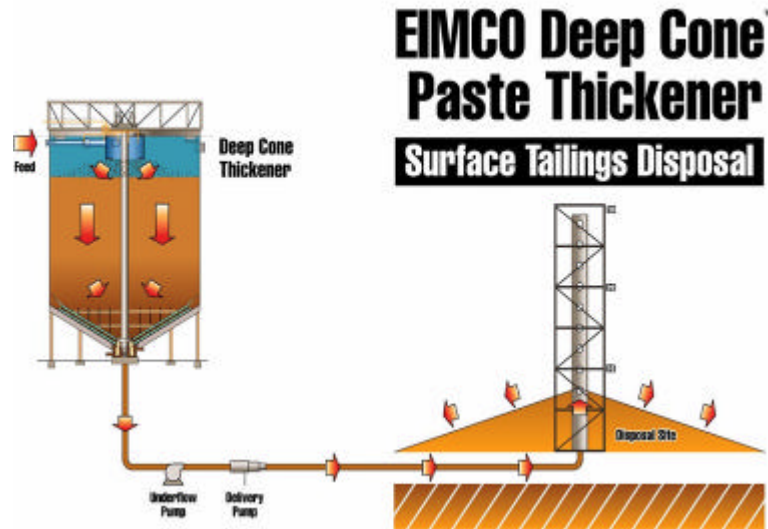 EIMCO Deep Cone
Paste Thickener
Surface Tailings Disposal
Feed
Deep Cone
Thickener
Disposal Site
Underflow
Pump
Delivery
Pump